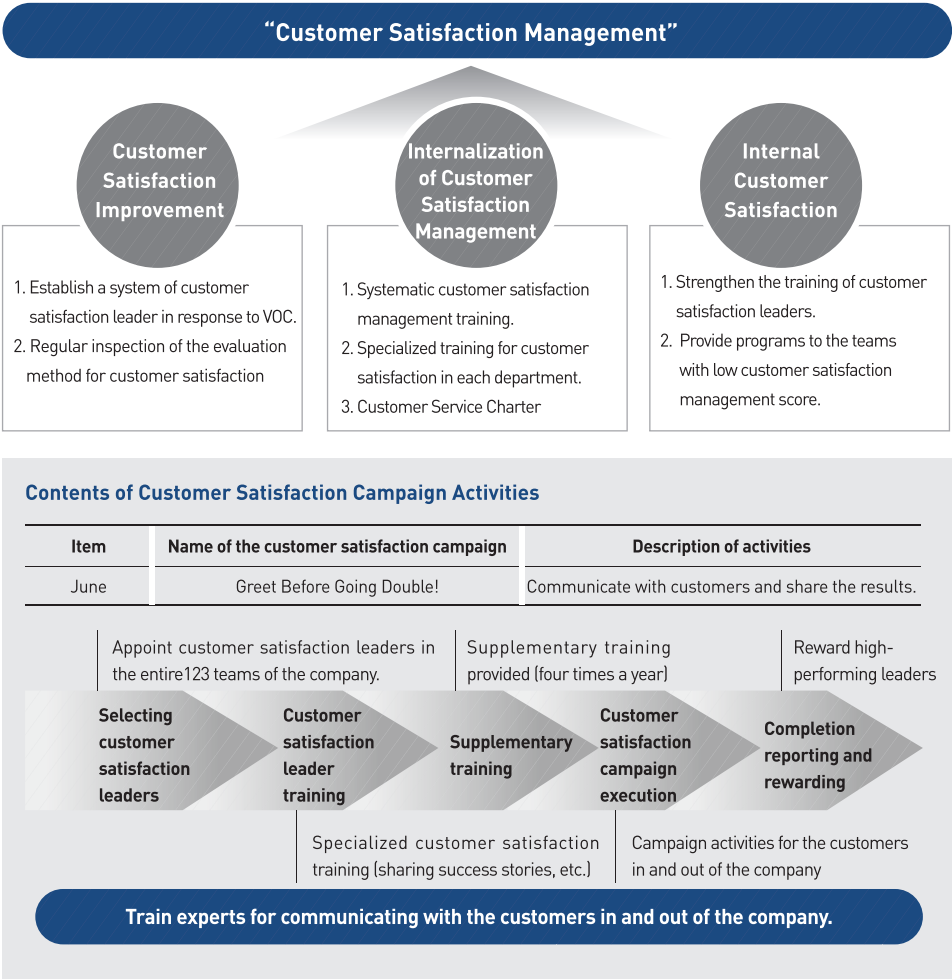 “Customer Satisfaction Management”
Customer
Satisfaction
Improvement
1. Establish a system of customer
satisfaction leader in response to VOC.
2. Regular inspection of the evaluation
method for customer satisfaction
Internalization
of Customer
Satisfaction
Management
1. Systematic customer satisfaction
management training.
2. Specialized training for customer
satisfaction in each department.
3. Customer Service Charter
Internal
Customer
Satisfaction
1. Strengthen the training of customer
satisfaction leaders.
2. Provide programs to the teams
with low customer satisfaction
management score.
Contents of Customer Satisfaction Campaign Activities
Item Name of the customer satisfaction campaign Description of activities
June Greet Before Going Double! Communicate with customers and share the results.
Appoint customer satisfaction leaders in
the entire123 teams of the company.
Supplementary training
provided (four times a year)
Reward high-
performing leaders
Selecting
customer
satisfaction
leaders
Customer
satisfaction
leader
training
Supplementary
training
Customer
satisfaction
campaign
execution
Completion
reporting and
rewarding
Specialized customer satisfaction
training (sharing success stories, etc.)
Campaign activities for the customers
in and out of the company
Train experts for communicating with the customers in and out of the company.